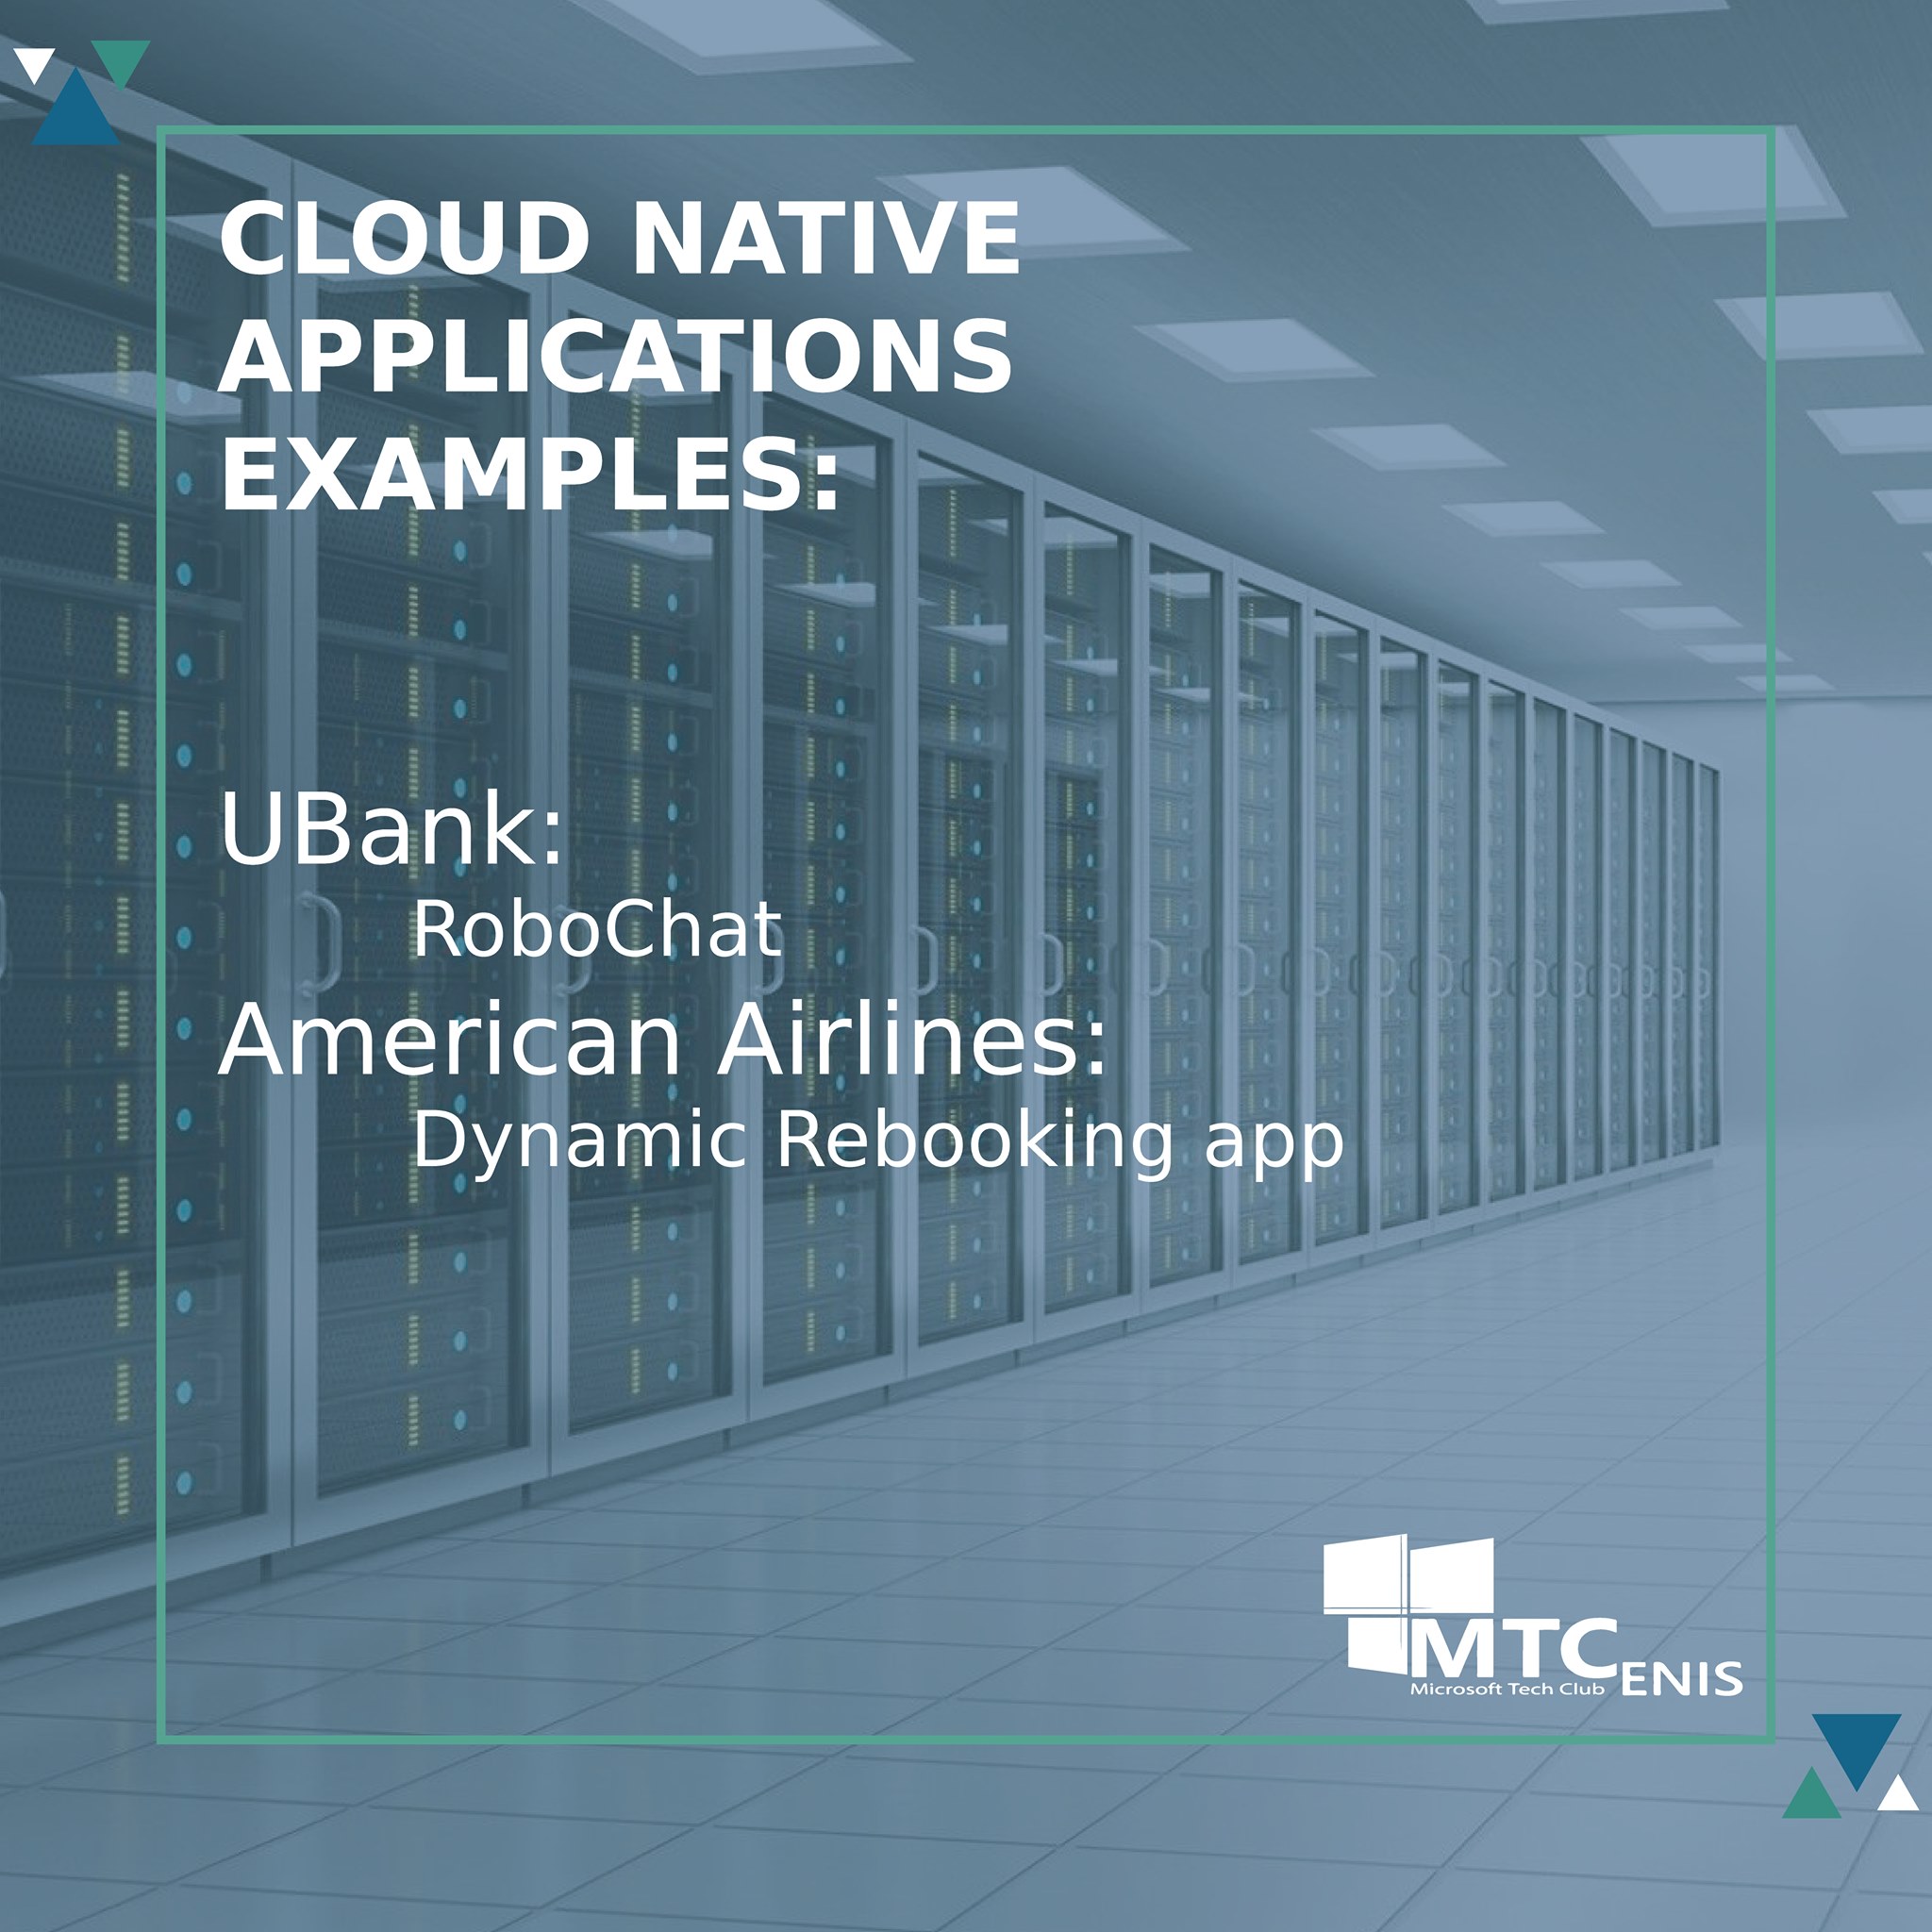 CLOUD NATIVE
APPLICATIONS
EXAMPLES:
UBank:
RoboChat
American Airlines:
Dynamic Rebooking app
MTC ENIS
Microsoft Tech Club